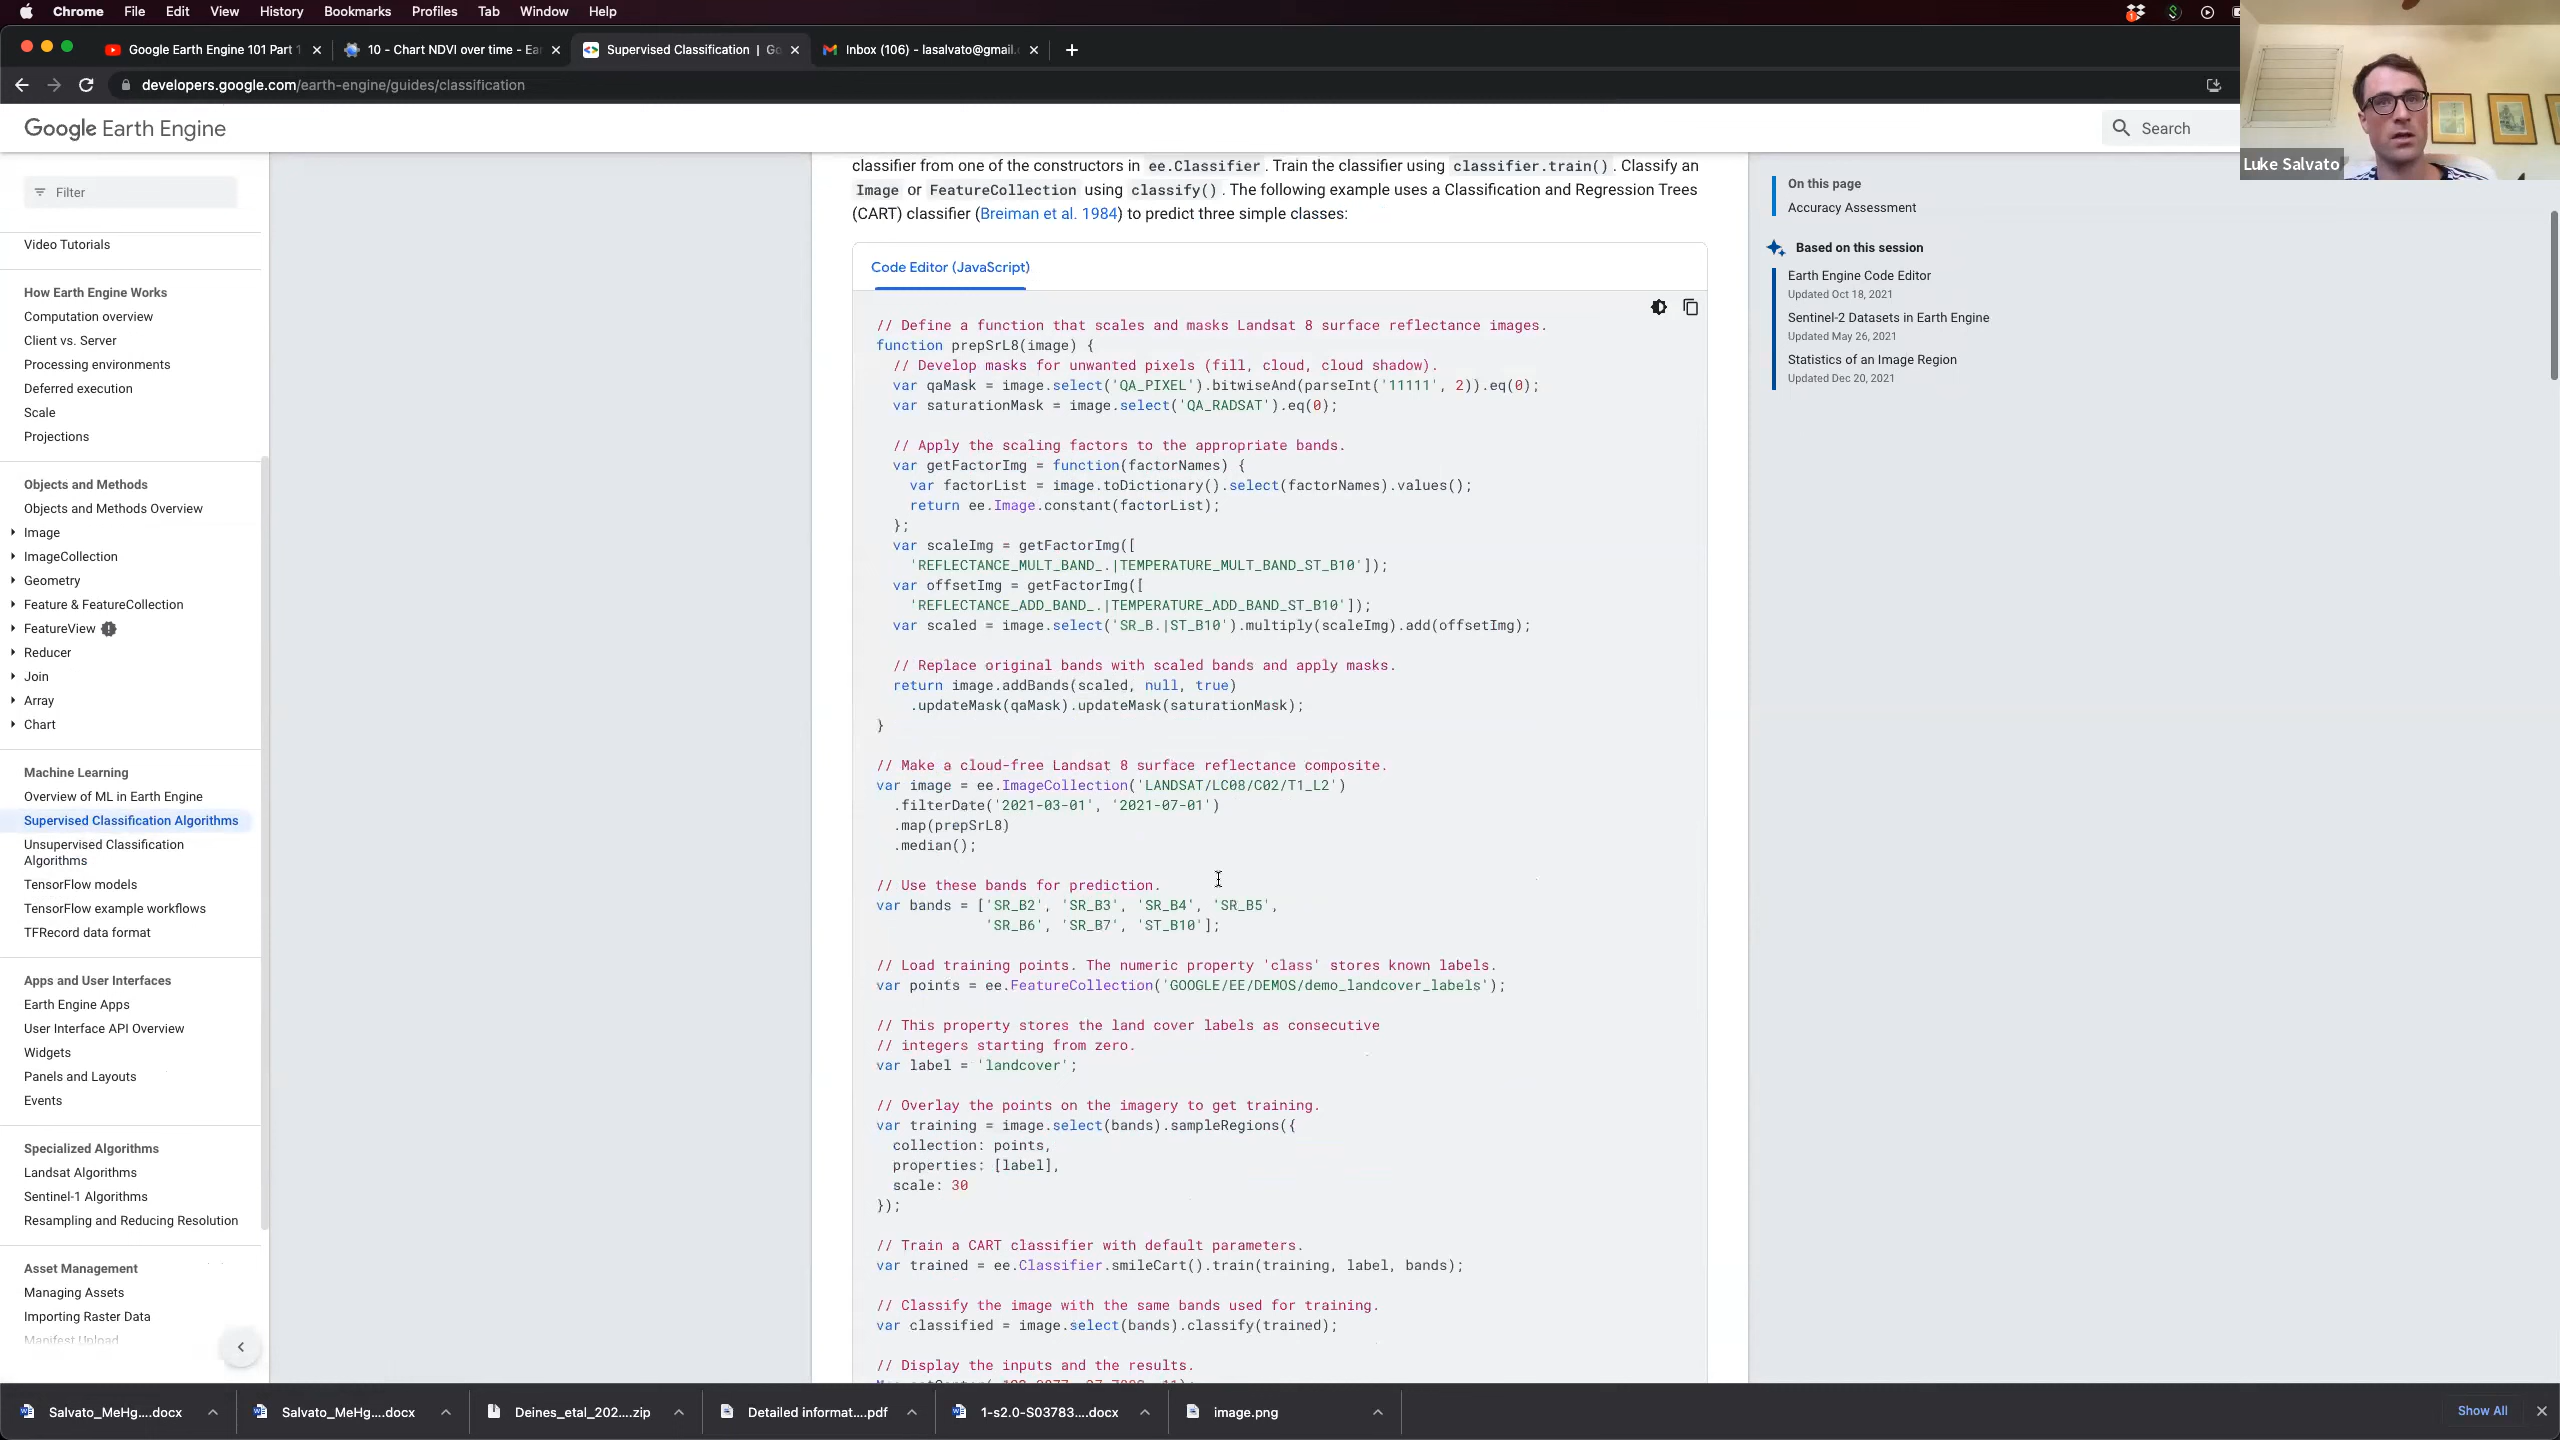 Chrome File Edit View History Bookmarks Profiles Tab Window Help
Google Earth Engine 101 Part 1
10 - Chart NDVI over time - Ear
Supervised Classification | Go
Inbox (106) - lasalvato@gmail.c
developers.google.com/earth-engine/guides/classification
Luke Salvato
Google Earth Engine
Search
Filter
Video Tutorials
How Earth Engine Works
Computation overview
Client vs. Server
Processing environments
Deferred execution
Scale
Projections
Objects and Methods
Objects and Methods Overview
Image
ImageCollection
Geometry
Feature & FeatureCollection
FeatureView
Reducer
Join
Array
Chart
Machine Learning
Overview of ML in Earth Engine
Supervised Classification Algorithms
Unsupervised Classification
Algorithms
TensorFlow models
TensorFlow example workflows
TFRecord data format
Apps and User Interfaces
Earth Engine Apps
User Interface API Overview
Widgets
Panels and Layouts
Events
Specialized Algorithms
Landsat Algorithms
Sentinel-1 Algorithms
Resampling and Reducing Resolution
Asset Management
Managing Assets
Importing Raster Data
Manifest Upload
classifier from one of the constructors in ee.Classifier. Train the classifier using classifier.train(). Classify an
Image or FeatureCollection using classify(). The following example uses a Classification and Regression Trees
(CART) classifier (Breiman et al. 1984) to predict three simple classes:
Code Editor (JavaScript)
// Define a function that scales and masks Landsat 8 surface reflectance images.
function prepSrL8(image) {
// Develop masks for unwanted pixels (fill, cloud, cloud shadow).
var qaMask = image.select('QA_PIXEL').bitwiseAnd(parseInt('11111', 2)).eq(0);
var saturationMask = image.select('QA_RADSAT').eq(0);
// Apply the scaling factors to the appropriate bands.
var getFactorImg = function(factorNames) {
var factorList = image.toDictionary().select(factorNames).values();
return ee.Image.constant(factorList);
};
var scaleImg = getFactorImg([
'REFLECTANCE_MULT_BAND_.|TEMPERATURE_MULT_BAND_ST_B10']);
var offsetImg = getFactorImg([
'REFLECTANCE_ADD_BAND_.|TEMPERATURE_ADD_BAND_ST_B10']);
var scaled = image.select('SR_B.|ST_B10').multiply(scaleImg).add(offsetImg);
// Replace original bands with scaled bands and apply masks.
return image.addBands(scaled, null, true)
.updateMask(qaMask).updateMask(saturationMask);
}
// Make a cloud-free Landsat 8 surface reflectance composite.
var image = ee.ImageCollection('LANDSAT/LC08/C02/T1_L2')
.filterDate('2021-03-01', '2021-07-01')
.map(prepSrL8)
.median();
// Use these bands for prediction.
var bands = ['SR_B2', 'SR_B3', 'SR_B4', 'SR_B5',
'SR_B6', 'SR_B7', 'ST_B10'];
// Load training points. The numeric property 'class' stores known labels.
var points = ee.FeatureCollection('GOOGLE/EE/DEMOS/demo_landcover_labels');
// This property stores the land cover labels as consecutive
// integers starting from zero.
var label = 'landcover';
// Overlay the points on the imagery to get training.
var training = image.select(bands).sampleRegions({
collection: points,
properties: [label],
scale: 30
});
// Train a CART classifier with default parameters.
var trained = ee.Classifier.smileCart().train(training, label, bands);
// Classify the image with the same bands used for training.
var classified = image.select(bands).classify(trained);
// Display the inputs and the results.
On this page
Accuracy Assessment
Based on this session
Earth Engine Code Editor
Updated Oct 18, 2021
Sentinel-2 Datasets in Earth Engine
Updated May 26, 2021
Statistics of an Image Region
Updated Dec 20, 2021
Salvato_MeHg....docx
Salvato_MeHg....docx
Deines_etal_202....zip
Detailed informat....pdf
1-s2.0-S03783....docx
image.png
Show All